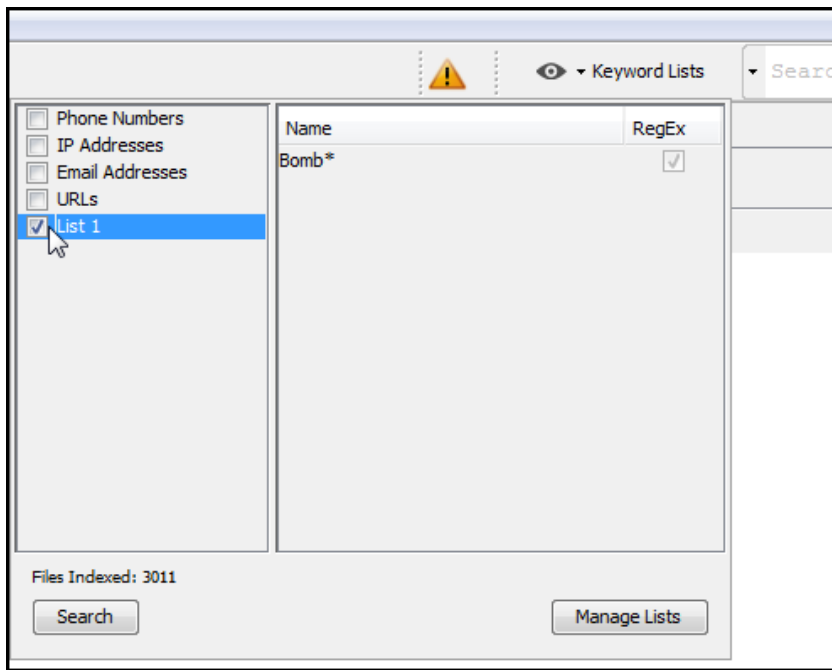 Keyword Lists
Searc
Phone Numbers
IP Addresses
Email Addresses
URLs
List 1
Name RegEx
Bomb*
Files Indexed: 3011
Search Manage Lists